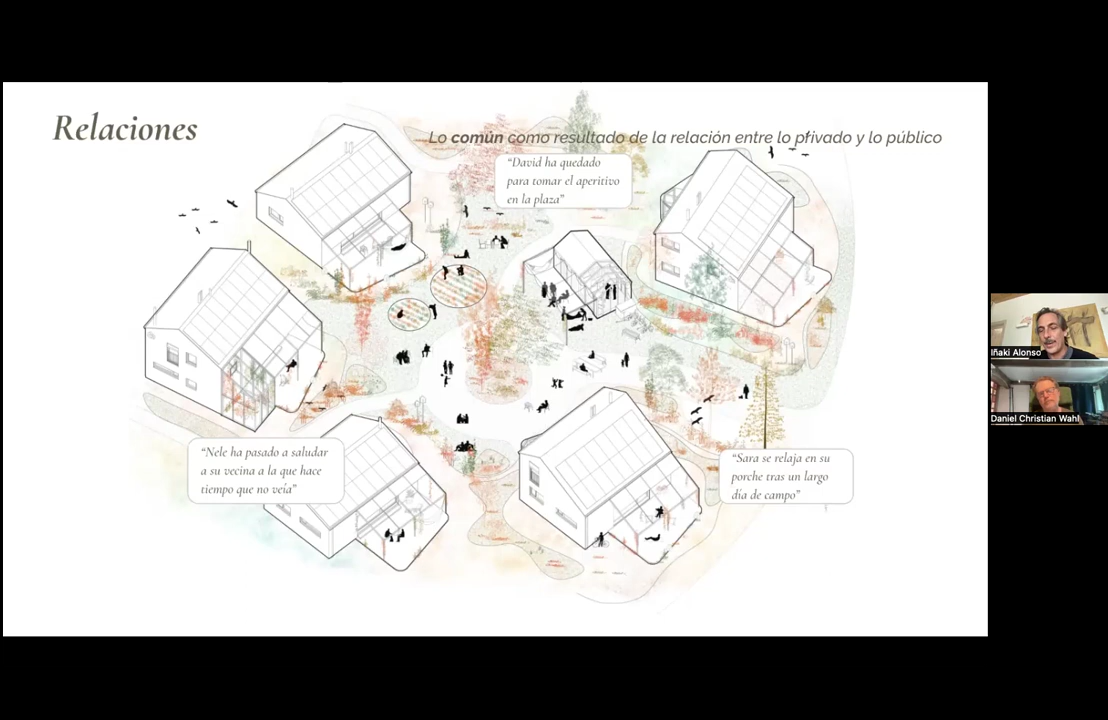 Relaciones
Lo común como resultado de la relación entre lo privado y lo público
“David ha quedado
para tomar el aperitivo
en la plaza”
“Nele ha pasado a saludar
a su vecina a la que hace
tiempo que no veía”
“Sara se relaja en su
porche tras un largo
día de campo”
Iñaki Alonso
Daniel Christian Wahl